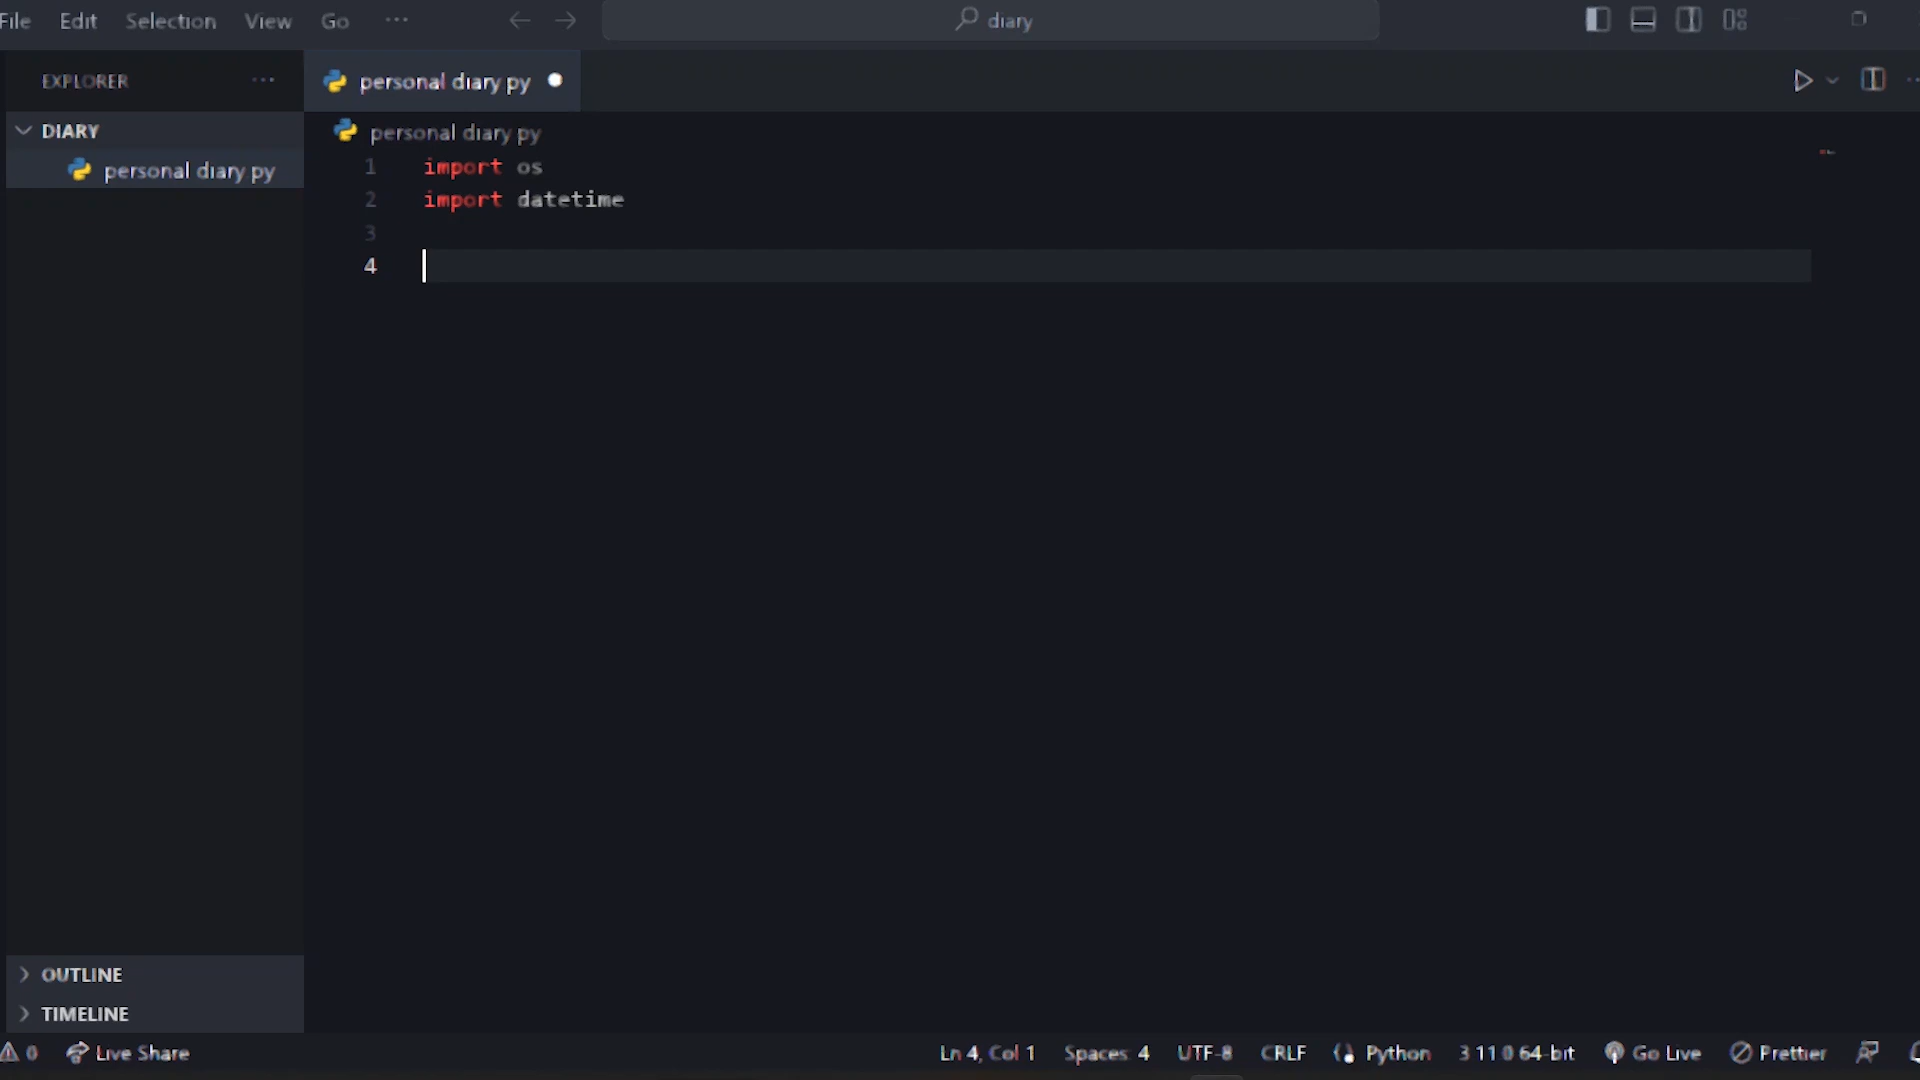 File Edit Selection View Go ··· diary
EXPLORER ···
personal diary py
DIARY
personal diary py
personal diary py
1 import os
2 import datetime
3
4
OUTLINE
TIMELINE
0 Live Share Ln 4, Col 1 Spaces 4 UTF-8 CRLF Python 3 11 0 64-bit Go Live Prettier